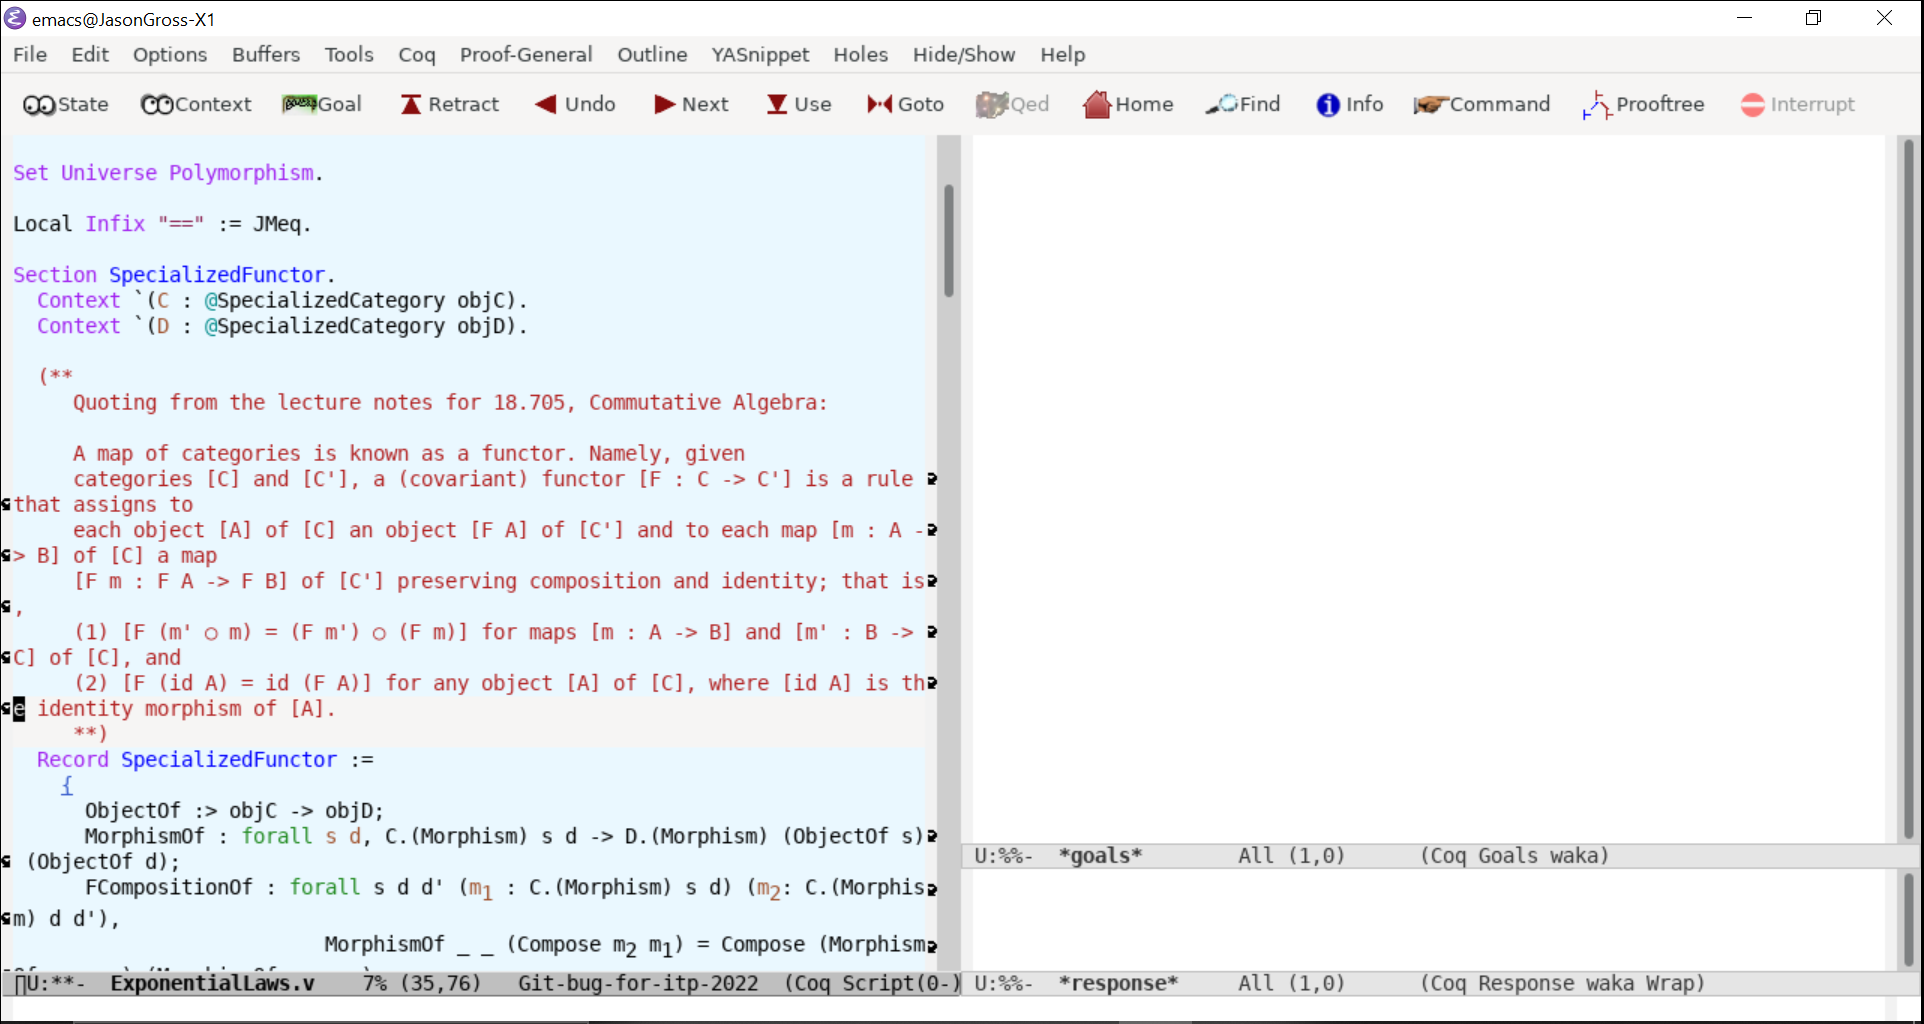 emacs@JasonGross-X1
File Edit Options Buffers Tools Coq Proof-General Outline YASnippet Holes Hide/Show Help
State Context Goal Retract Undo Next Use Goto Qed Home Find Info Command Prooftree Interrupt
Set Universe Polymorphism.
Local Infix "==" := JMeq.
Section SpecializedFunctor.
Context `(C : @SpecializedCategory objC).
Context `(D : @SpecializedCategory objD).
(**
Quoting from the lecture notes for 18.705, Commutative Algebra:
A map of categories is known as a functor. Namely, given
categories [C] and [C'], a (covariant) functor [F : C -> C'] is a rule
that assigns to
each object [A] of [C] an object [F A] of [C'] and to each map [m : A -
> B] of [C] a map
[F m : F A -> F B] of [C'] preserving composition and identity; that is
,
(1) [F (m' ○ m) = (F m') ○ (F m)] for maps [m : A -> B] and [m' : B ->
C] of [C], and
(2) [F (id A) = id (F A)] for any object [A] of [C], where [id A] is th
e identity morphism of [A].
**)
Record SpecializedFunctor :=
{
ObjectOf :> objC -> objD;
MorphismOf : forall s d, C.(Morphism) s d -> D.(Morphism) (ObjectOf s)
(ObjectOf d);
FCompositionOf : forall s d d' (m₁ : C.(Morphism) s d) (m₂: C.(Morphis
m) d d'),
MorphismOf _ _ (Compose m₂ m₁) = Compose (Morphism
U:**- ExponentialLaws.v 7% (35,76) Git-bug-for-itp-2022 (Coq Script(0-)
U:%%- *goals* All (1,0) (Coq Goals waka)
U:%%- *response* All (1,0) (Coq Response waka Wrap)